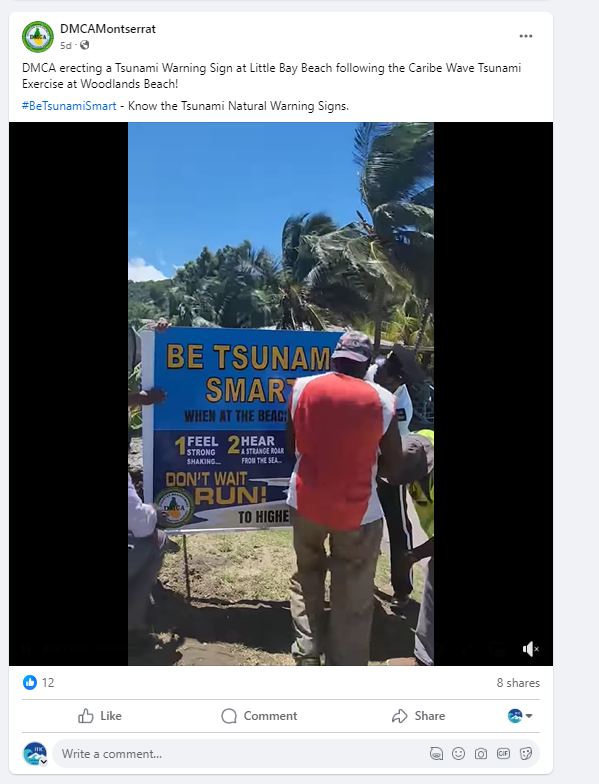 DMCAMontserrat
5d
DMCA erecting a Tsunami Warning Sign at Little Bay Beach following the Caribe Wave Tsunami
Exercise at Woodlands Beach!
#BeTsunamiSmart - Know the Tsunami Natural Warning Signs.
BE TSUNAM
SMART
WHEN AT THE BEAC
1 FEEL
STRONG
SHAKING...
2 HEAR
A STRANGE ROAR
FROM THE SEA...
DON'T WAIT
RUN!
DMCA
TO HIGHE
12
8 shares
Like
Comment
Share
Write a comment...
GIF